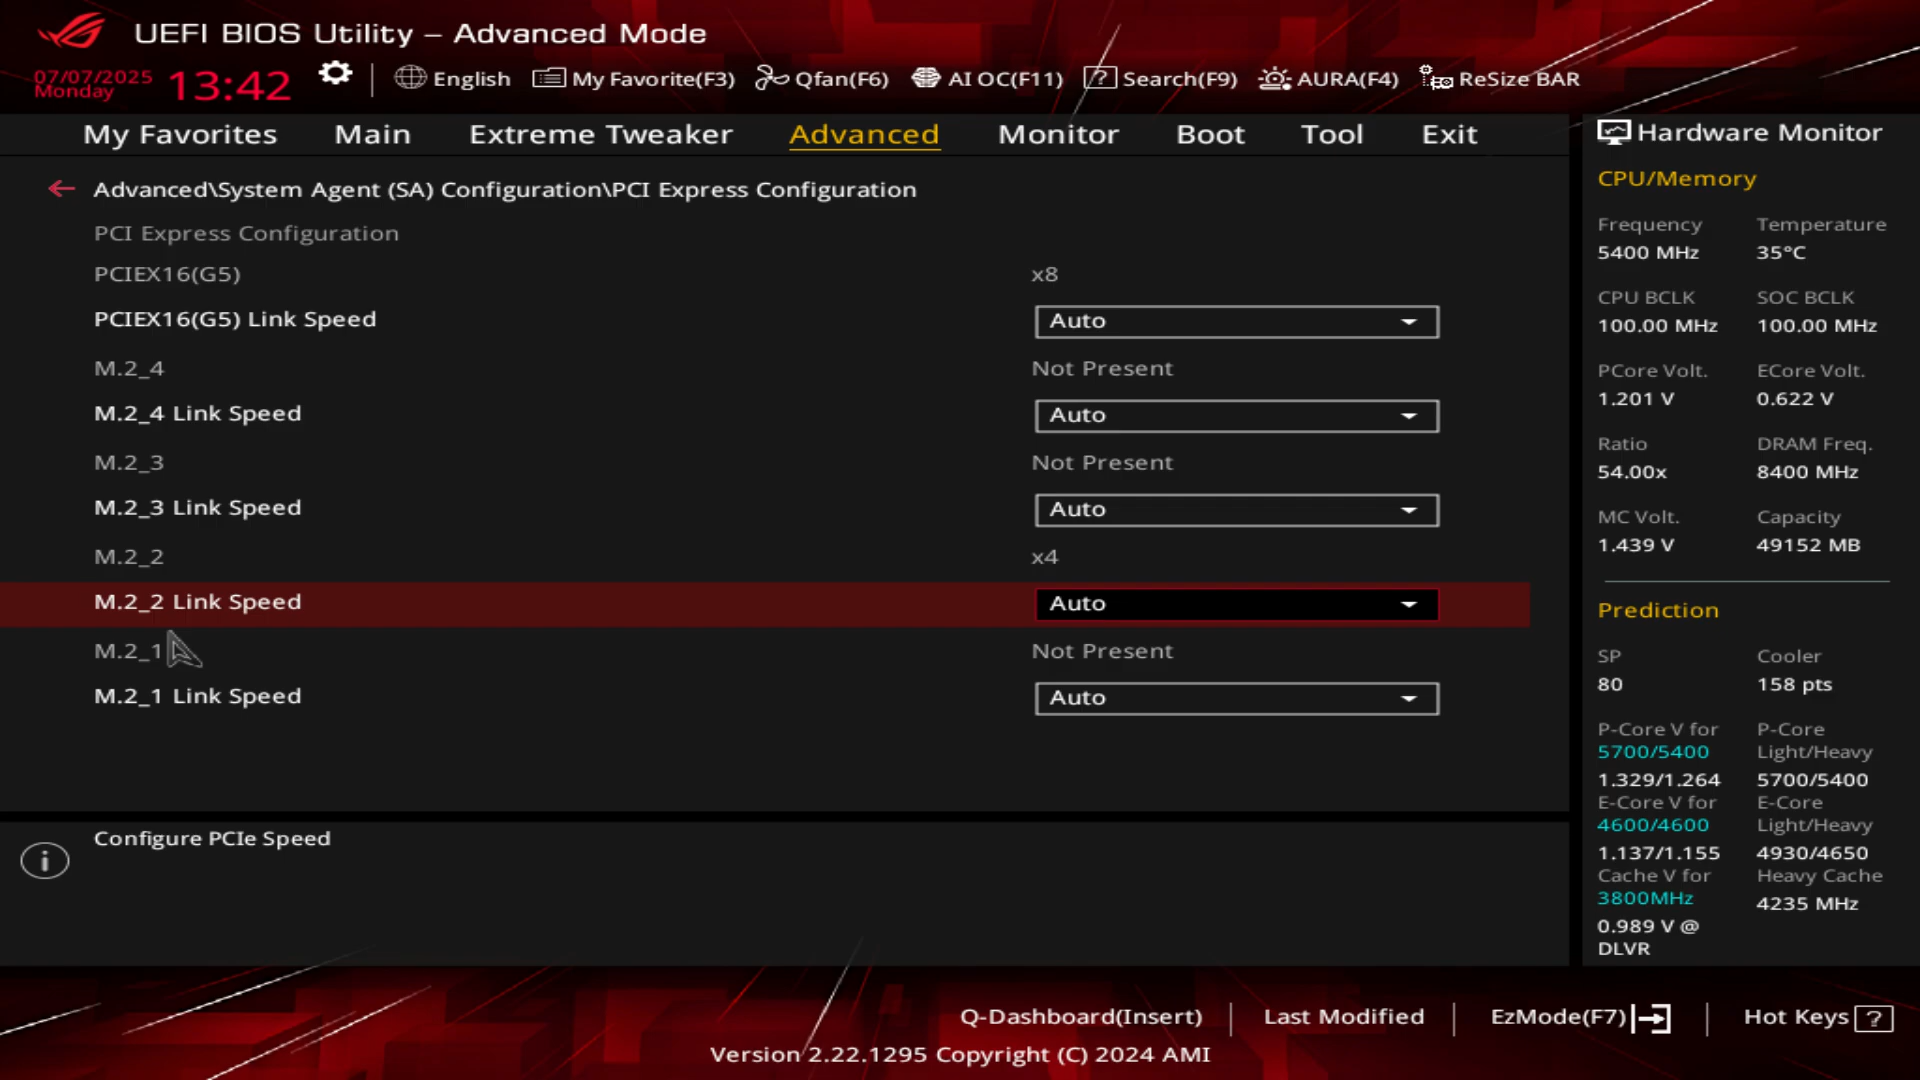 UEFI BIOS Utility – Advanced Mode
07/07/2025
Monday
13:42
English
My Favorite(F3)
Qfan(F6)
AI OC(F11)
? Search(F9)
AURA(F4)
ReSize BAR
My Favorites Main Extreme Tweaker Advanced Monitor Boot Tool Exit
Advanced\System Agent (SA) Configuration\PCI Express Configuration
PCI Express Configuration
PCIEX16(G5) x8
PCIEX16(G5) Link Speed Auto
M.2_4 Not Present
M.2_4 Link Speed Auto
M.2_3 Not Present
M.2_3 Link Speed Auto
M.2_2 x4
M.2_2 Link Speed Auto
M.2_1 Not Present
M.2_1 Link Speed Auto
i Configure PCIe Speed
Hardware Monitor
CPU/Memory
Frequency Temperature
5400 MHz 35°C
CPU BCLK SOC BCLK
100.00 MHz 100.00 MHz
PCore Volt. ECore Volt.
1.201 V 0.622 V
Ratio DRAM Freq.
54.00x 8400 MHz
MC Volt. Capacity
1.439 V 49152 MB
Prediction
SP Cooler
80 158 pts
P-Core V for P-Core
5700/5400 Light/Heavy
1.329/1.264 5700/5400
E-Core V for E-Core
4600/4600 Light/Heavy
1.137/1.155 4930/4650
Cache V for Heavy Cache
3800MHz 4235 MHz
0.989 V @
DLVR
Q-Dashboard(Insert) Last Modified EzMode(F7) Hot Keys ?
Version 2.22.1295 Copyright (C) 2024 AMI